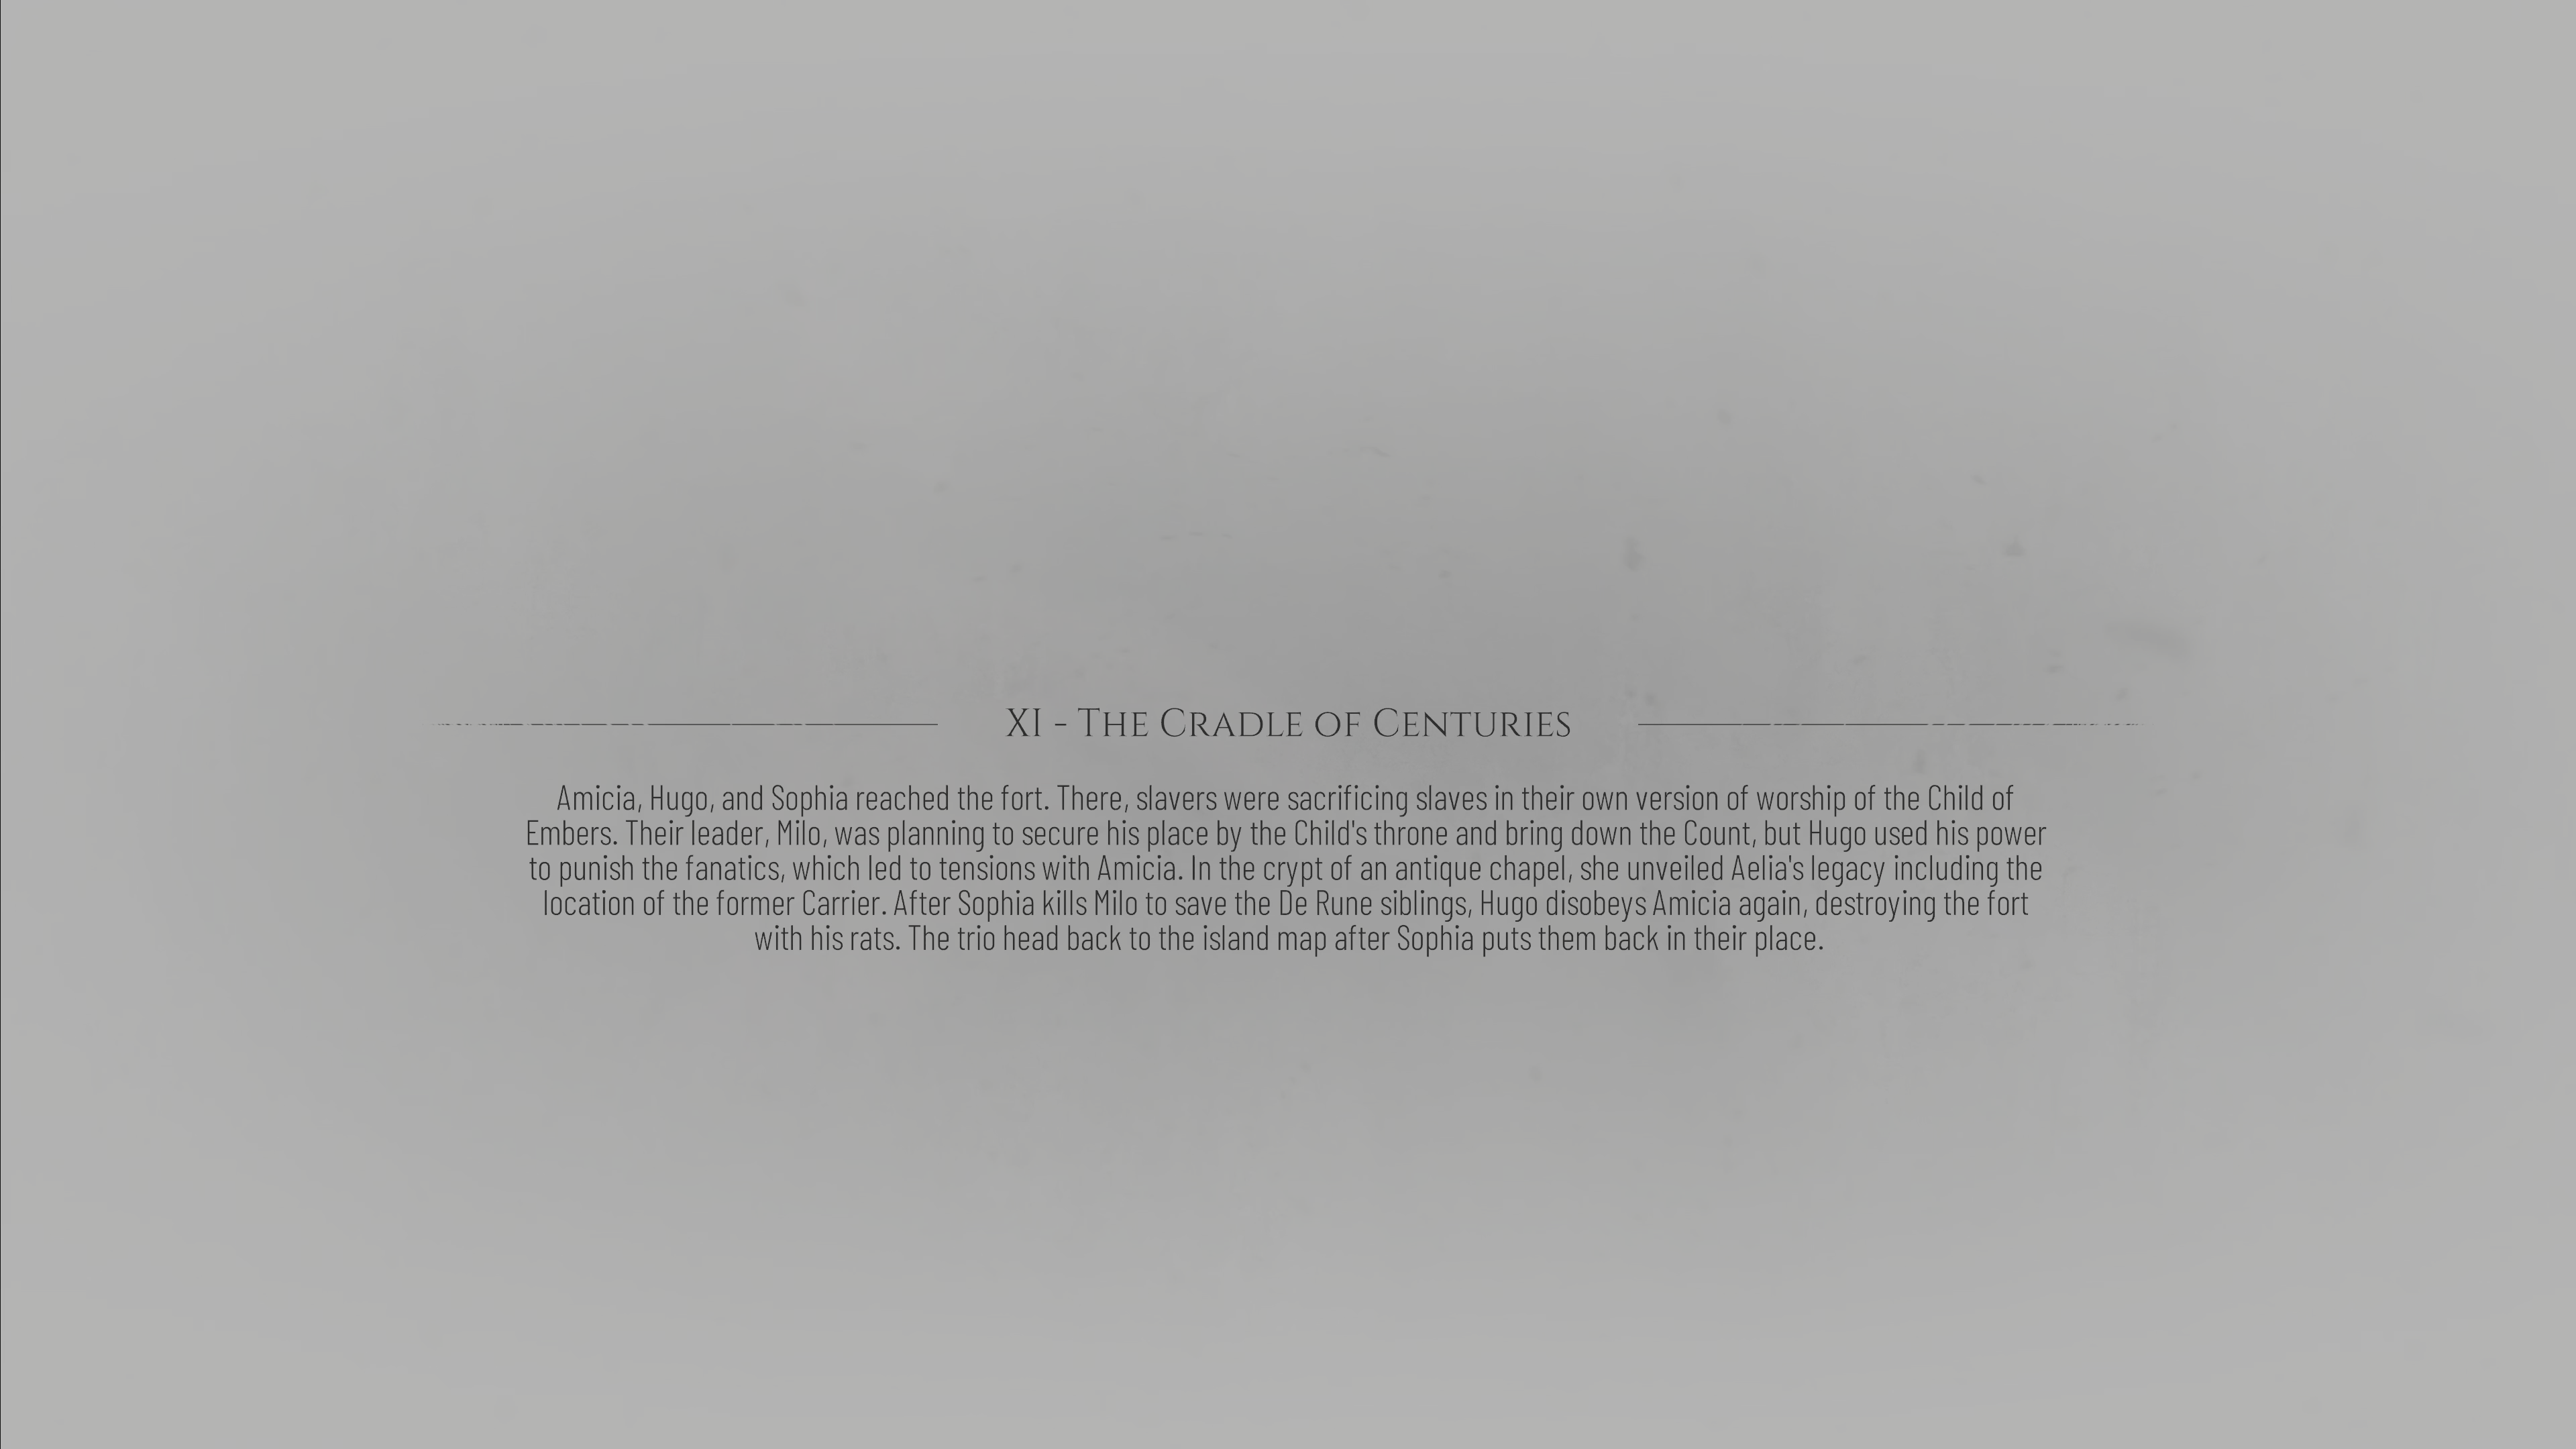 XI - The Cradle of Centuries
Amicia, Hugo, and Sophia reached the fort. There, slavers were sacrificing slaves in their own version of worship of the Child of
Embers. Their leader, Milo, was planning to secure his place by the Child's throne and bring down the Count, but Hugo used his power
to punish the fanatics, which led to tensions with Amicia. In the crypt of an antique chapel, she unveiled Aelia's legacy including the
location of the former Carrier. After Sophia kills Milo to save the De Rune siblings, Hugo disobeys Amicia again, destroying the fort
with his rats. The trio head back to the island map after Sophia puts them back in their place.